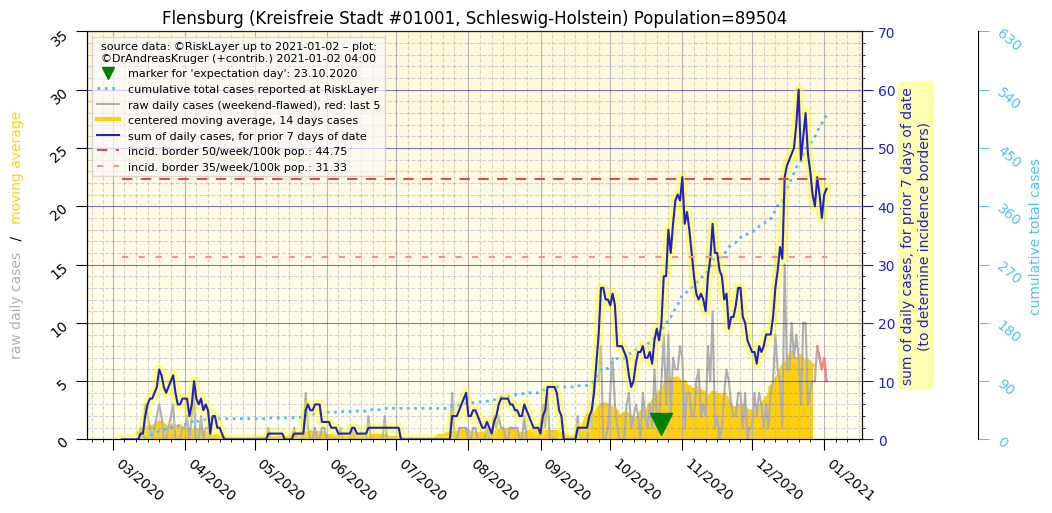 Flensburg (Kreisfreie Stadt #01001, Schleswig-Holstein) Population=89504
source data: ©RiskLayer up to 2021-01-02 – plot:
©DrAndreasKruger (+contrib.) 2021-01-02 04:00
marker for 'expectation day': 23.10.2020
cumulative total cases reported at RiskLayer
raw daily cases (weekend-flawed), red: last 5
centered moving average, 14 days cases
sum of daily cases, for prior 7 days of date
incid. border 50/week/100k pop.: 44.75
incid. border 35/week/100k pop.: 31.33
raw daily cases / moving average
35
30
25
20
15
10
5
0
03/2020
04/2020
05/2020
06/2020
07/2020
08/2020
09/2020
10/2020
11/2020
12/2020
01/2021
70
60
50
40
30
20
10
0
sum of daily cases, for prior 7 days of date
(to determine incidence borders)
630
540
450
360
270
180
90
0
cumulative total cases